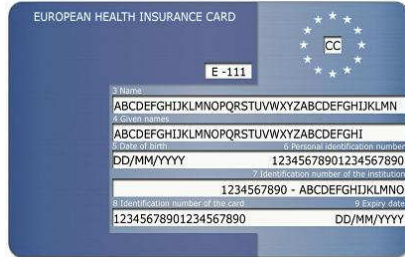 EUROPEAN HEALTH INSURANCE CARD
CC
E -111
3 Name
ABCDEFGHIJKLMNOPQRSTUVWXYZABCDEFGHIJKLMN
4 Given names
ABCDEFGHIJKLMNOPQRSTUVWXYZABCDEFGHI
5 Date of birth 6 Personal identification number
DD/MM/YYYY 12345678901234567890
7 Identification number of the institution
1234567890 - ABCDEFGHIJKLMNO
8 Identification number of the card 9 Expiry date
12345678901234567890 DD/MM/YYYY